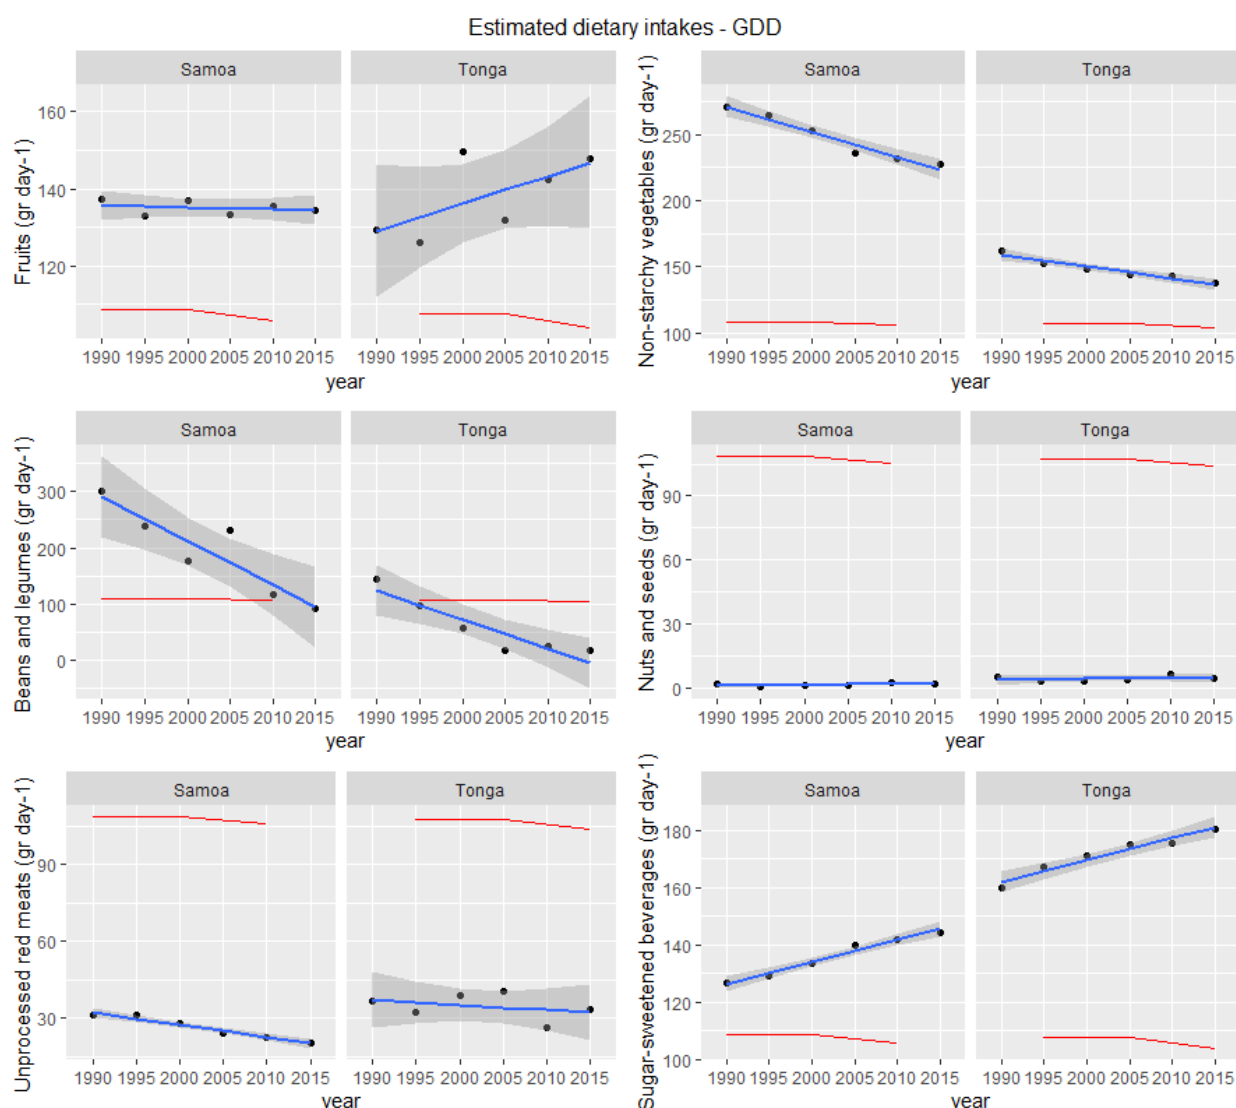 Estimated dietary intakes - GDD
Samoa
Tonga
Fruits (gr day-1)
160
140
120
1990 1995 2000 2005 2010 2015
1990 1995 2000 2005 2010 2015
year
Samoa
Tonga
Non-starchy vegetables (gr day-1)
250
200
150
100
1990 1995 2000 2005 2010 2015
1990 1995 2000 2005 2010 2015
year
Samoa
Tonga
Beans and legumes (gr day-1)
300
200
100
0
1990 1995 2000 2005 2010 2015
1990 1995 2000 2005 2010 2015
year
Samoa
Tonga
Nuts and seeds (gr day-1)
90
60
30
0
1990 1995 2000 2005 2010 2015
1990 1995 2000 2005 2010 2015
year
Samoa
Tonga
Unprocessed red meats (gr day-1)
90
60
30
1990 1995 2000 2005 2010 2015
1990 1995 2000 2005 2010 2015
year
Samoa
Tonga
Sugar-sweetened beverages (gr day-1)
180
160
140
120
100
1990 1995 2000 2005 2010 2015
1990 1995 2000 2005 2010 2015
year